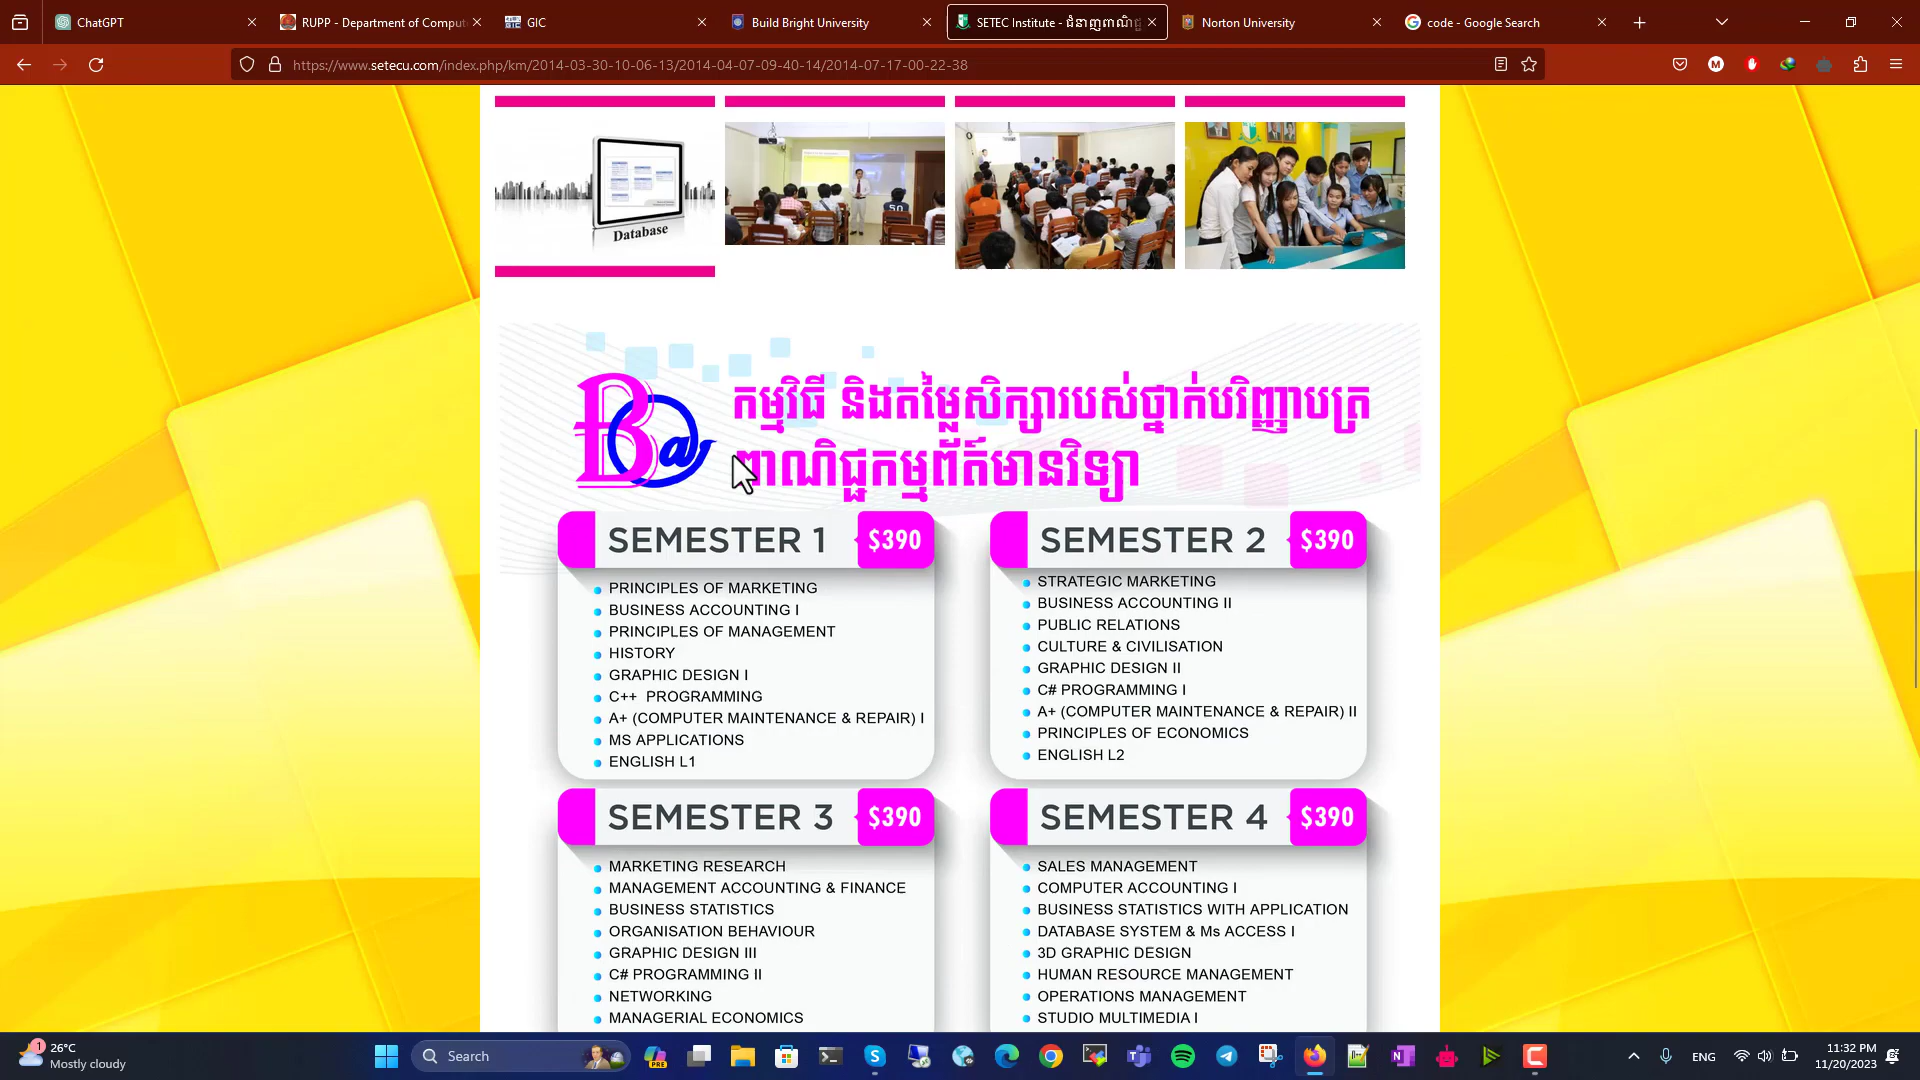 ChatGPT
RUPP - Department of Comput
GIC
Build Bright University
SETEC Institute - ជំនាញពាណិជ្ជ
Norton University
code - Google Search
https://www.setecu.com/index.php/km/2014-03-30-10-06-13/2014-04-07-09-40-14/2014-07-17-00-22-38
Database
កម្មវិធី និងតម្លៃសិក្សារបស់ថ្នាក់បរិញ្ញាបត្រ
ពាណិជ្ជកម្មព័ត៌មានវិទ្យា
SEMESTER 1 $390
PRINCIPLES OF MARKETING
BUSINESS ACCOUNTING I
PRINCIPLES OF MANAGEMENT
HISTORY
GRAPHIC DESIGN I
C++ PROGRAMMING
A+ (COMPUTER MAINTENANCE & REPAIR) I
MS APPLICATIONS
ENGLISH L1
SEMESTER 2 $390
STRATEGIC MARKETING
BUSINESS ACCOUNTING II
PUBLIC RELATIONS
CULTURE & CIVILISATION
GRAPHIC DESIGN II
C# PROGRAMMING I
A+ (COMPUTER MAINTENANCE & REPAIR) II
PRINCIPLES OF ECONOMICS
ENGLISH L2
SEMESTER 3 $390
MARKETING RESEARCH
MANAGEMENT ACCOUNTING & FINANCE
BUSINESS STATISTICS
ORGANISATION BEHAVIOUR
GRAPHIC DESIGN III
C# PROGRAMMING II
NETWORKING
MANAGERIAL ECONOMICS
SEMESTER 4 $390
SALES MANAGEMENT
COMPUTER ACCOUNTING I
BUSINESS STATISTICS WITH APPLICATION
DATABASE SYSTEM & Ms ACCESS I
3D GRAPHIC DESIGN
HUMAN RESOURCE MANAGEMENT
OPERATIONS MANAGEMENT
STUDIO MULTIMEDIA I
26°C
Mostly cloudy
Search
ENG
11:32 PM
11/20/2023